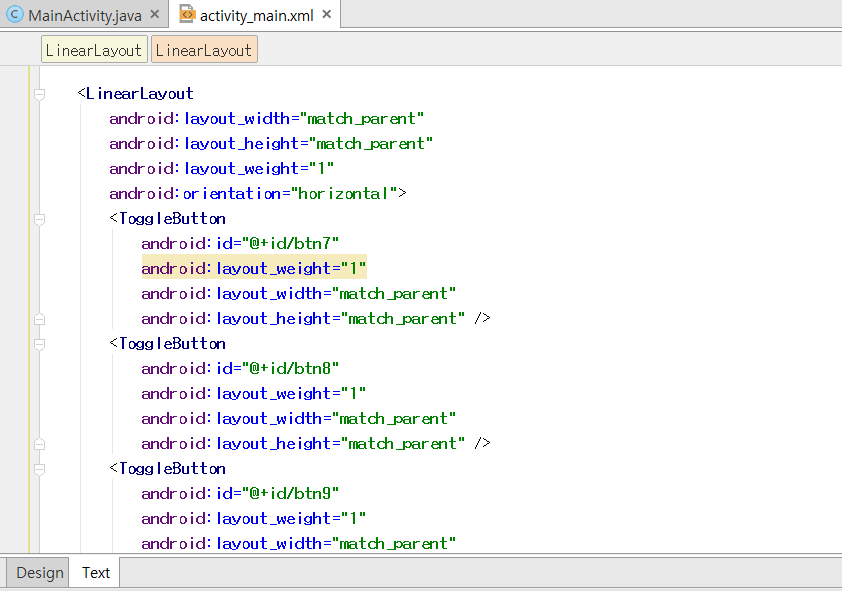 MainActivity.java
activity_main.xml
LinearLayout LinearLayout
<LinearLayout
android:layout_width="match_parent"
android:layout_height="match_parent"
android:layout_weight="1"
android:orientation="horizontal">
<ToggleButton
android:id="@+id/btn7"
android:layout_weight="1"
android:layout_width="match_parent"
android:layout_height="match_parent" />
<ToggleButton
android:id="@+id/btn8"
android:layout_weight="1"
android:layout_width="match_parent"
android:layout_height="match_parent" />
<ToggleButton
android:id="@+id/btn9"
android:layout_weight="1"
android:layout_width="match_parent"
Design Text